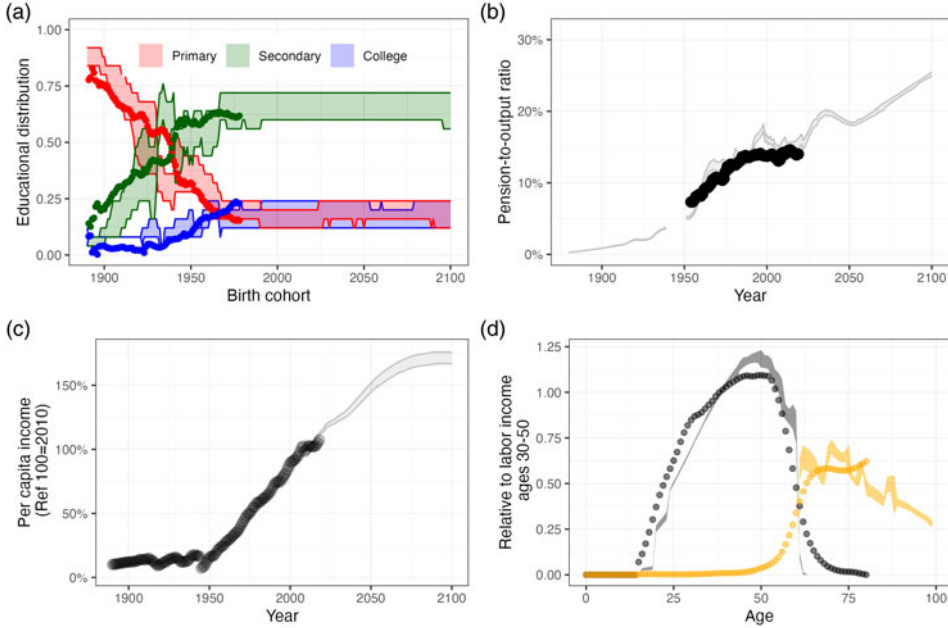 (a)
Educational distribution
1.00
0.75
0.50
0.25
0.00
Primary
Secondary
College
1900
1950
2000
2050
2100
Birth cohort
(b)
Pension-to-output ratio
30%
20%
10%
0%
1900
1950
2000
2050
2100
Year
(c)
Per capita income
(Ref 100=2010)
150%
100%
50%
0%
1900
1950
2000
2050
2100
Year
(d)
Relative to labor income
ages 30-50
1.25
1.00
0.75
0.50
0.25
0.00
0
25
50
75
100
Age